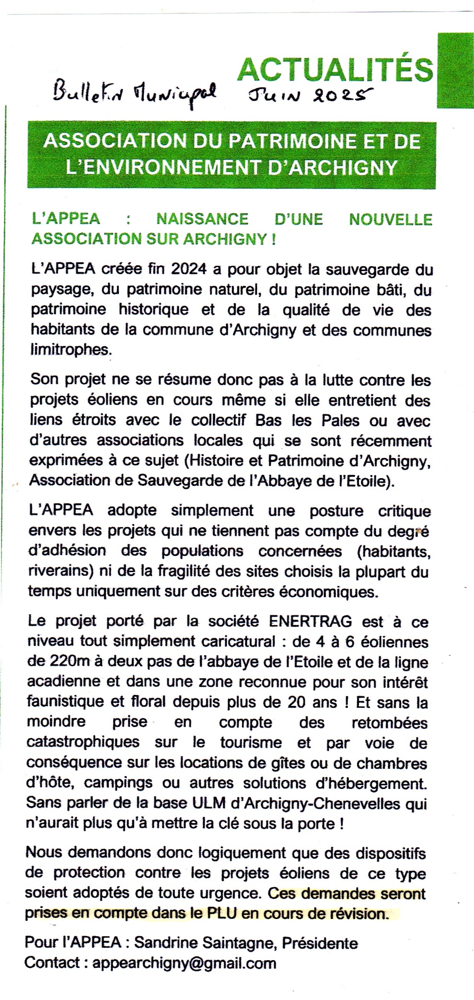 ACTUALITÉS
Bulletin Municipal Juin 2025
ASSOCIATION DU PATRIMOINE ET DE
L'ENVIRONNEMENT D'ARCHIGNY
L'APPEA : NAISSANCE D'UNE NOUVELLE
ASSOCIATION SUR ARCHIGNY !
L'APPEA créée fin 2024 a pour objet la sauvegarde du
paysage, du patrimoine naturel, du patrimoine bâti, du
patrimoine historique et de la qualité de vie des
habitants de la commune d'Archigny et des communes
limitrophes.
Son projet ne se résume donc pas à la lutte contre les
projets éoliens en cours même si elle entretient des
liens étroits avec le collectif Bas les Pales ou avec
d'autres associations locales qui se sont récemment
exprimées à ce sujet (Histoire et Patrimoine d'Archigny,
Association de Sauvegarde de l'Abbaye de l'Etoile).
L'APPEA adopte simplement une posture critique
envers les projets qui ne tiennent pas compte du degré
d'adhésion des populations concernées (habitants,
riverains) ni de la fragilité des sites choisis la plupart du
temps uniquement sur des critères économiques.
Le projet porté par la société ENERTRAG est à ce
niveau tout simplement caricatural : de 4 à 6 éoliennes
de 220m à deux pas de l'abbaye de l'Etoile et de la ligne
acadienne et dans une zone reconnue pour son intérêt
faunistique et floral depuis plus de 20 ans ! Et sans la
moindre prise en compte des retombées
catastrophiques sur le tourisme et par voie de
conséquence sur les locations de gîtes ou de chambres
d'hôte, campings ou autres solutions d'hébergement.
Sans parler de la base ULM d'Archigny-Chenevelles qui
n'aurait plus qu'à mettre la clé sous la porte !
Nous demandons donc logiquement que des dispositifs
de protection contre les projets éoliens de ce type
soient adoptés de toute urgence. Ces demandes seront
prises en compte dans le PLU en cours de révision.
Pour l'APPEA : Sandrine Saintagne, Présidente
Contact : appearchigny@gmail.com